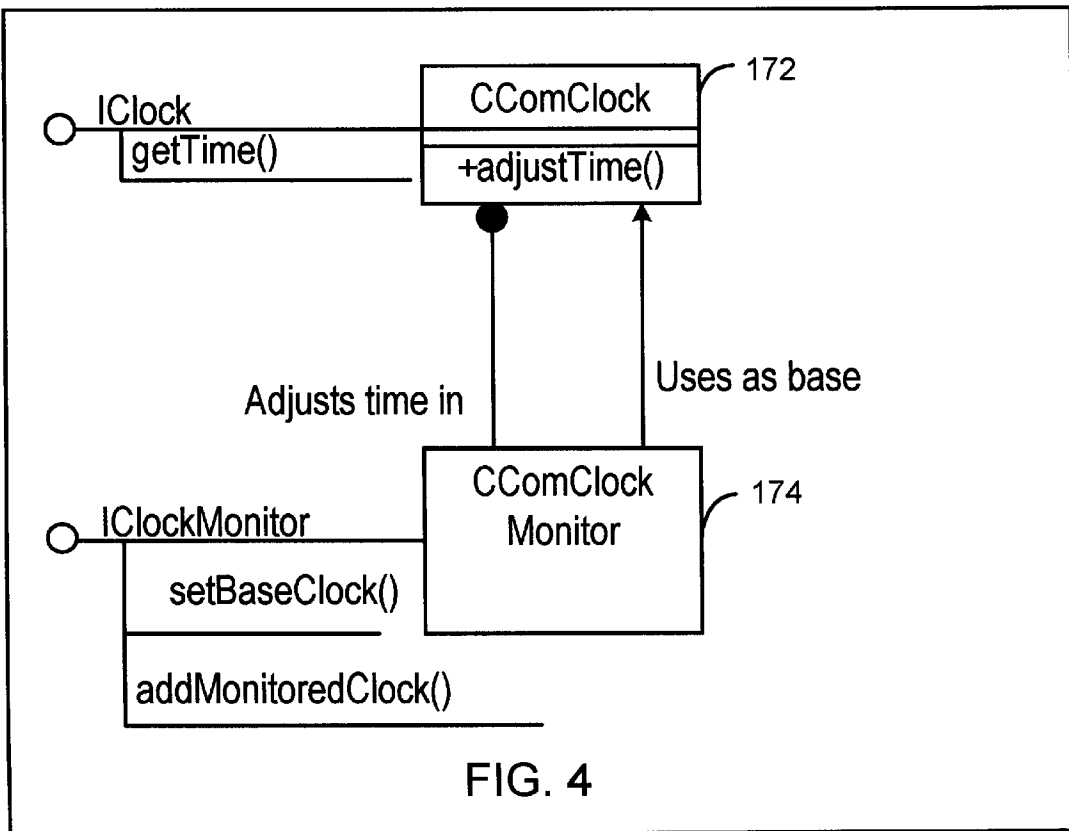 172
CComClock
IClock
getTime()
+adjustTime()
Uses as base
Adjusts time in
CComClock
Monitor
174
IClockMonitor
setBaseClock()
addMonitoredClock()
FIG. 4